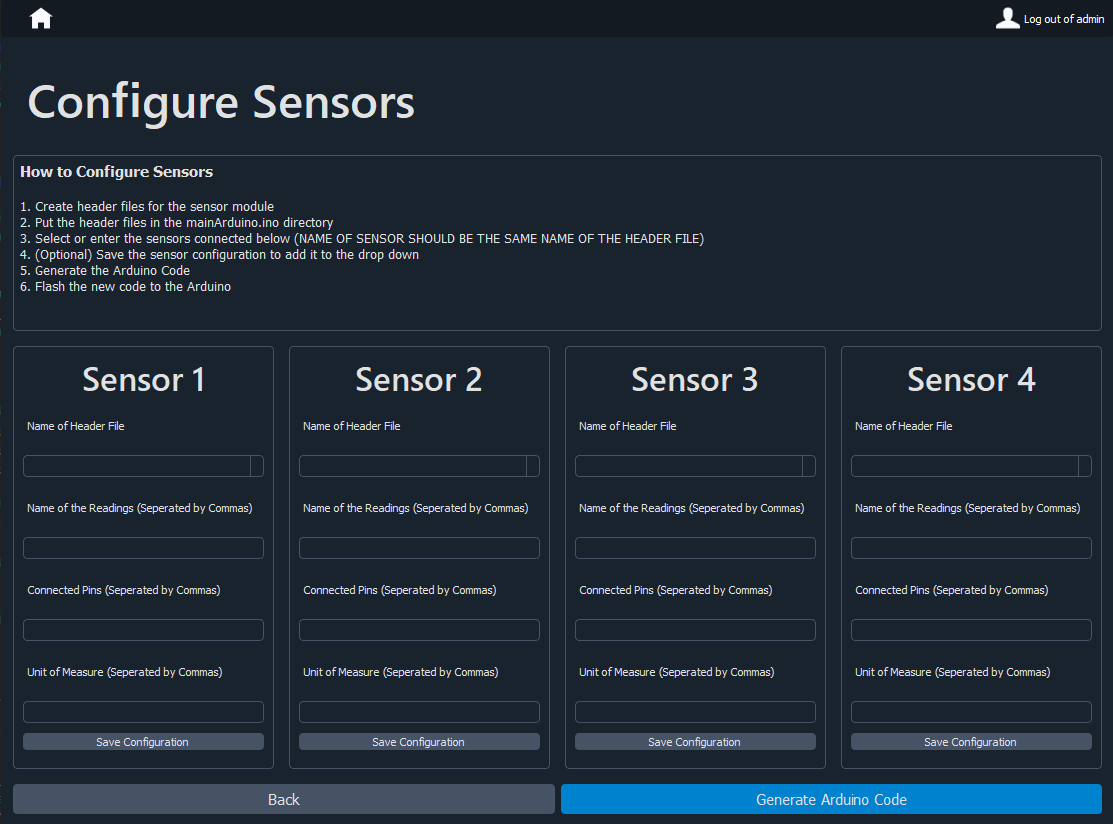 Log out of admin
Configure Sensors
How to Configure Sensors
1. Create header files for the sensor module
2. Put the header files in the mainArduino.ino directory
3. Select or enter the sensors connected below (NAME OF SENSOR SHOULD BE THE SAME NAME OF THE HEADER FILE)
4. (Optional) Save the sensor configuration to add it to the drop down
5. Generate the Arduino Code
6. Flash the new code to the Arduino
Sensor 1
Name of Header File
Name of the Readings (Seperated by Commas)
Connected Pins (Seperated by Commas)
Unit of Measure (Seperated by Commas)
Save Configuration
Sensor 2
Name of Header File
Name of the Readings (Seperated by Commas)
Connected Pins (Seperated by Commas)
Unit of Measure (Seperated by Commas)
Save Configuration
Sensor 3
Name of Header File
Name of the Readings (Seperated by Commas)
Connected Pins (Seperated by Commas)
Unit of Measure (Seperated by Commas)
Save Configuration
Sensor 4
Name of Header File
Name of the Readings (Seperated by Commas)
Connected Pins (Seperated by Commas)
Unit of Measure (Seperated by Commas)
Save Configuration
Back
Generate Arduino Code